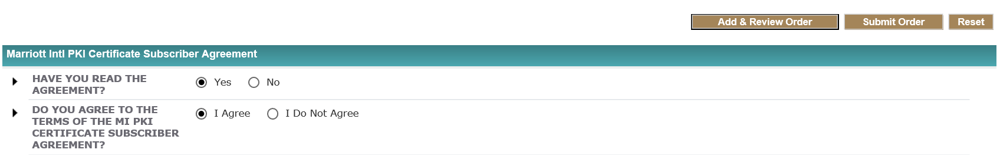 Add & Review Order Submit Order Reset
Marriott Intl PKI Certificate Subscriber Agreement
HAVE YOU READ THE
AGREEMENT?
Yes No
DO YOU AGREE TO THE
TERMS OF THE MI PKI
CERTIFICATE SUBSCRIBER
AGREEMENT?
I Agree I Do Not Agree